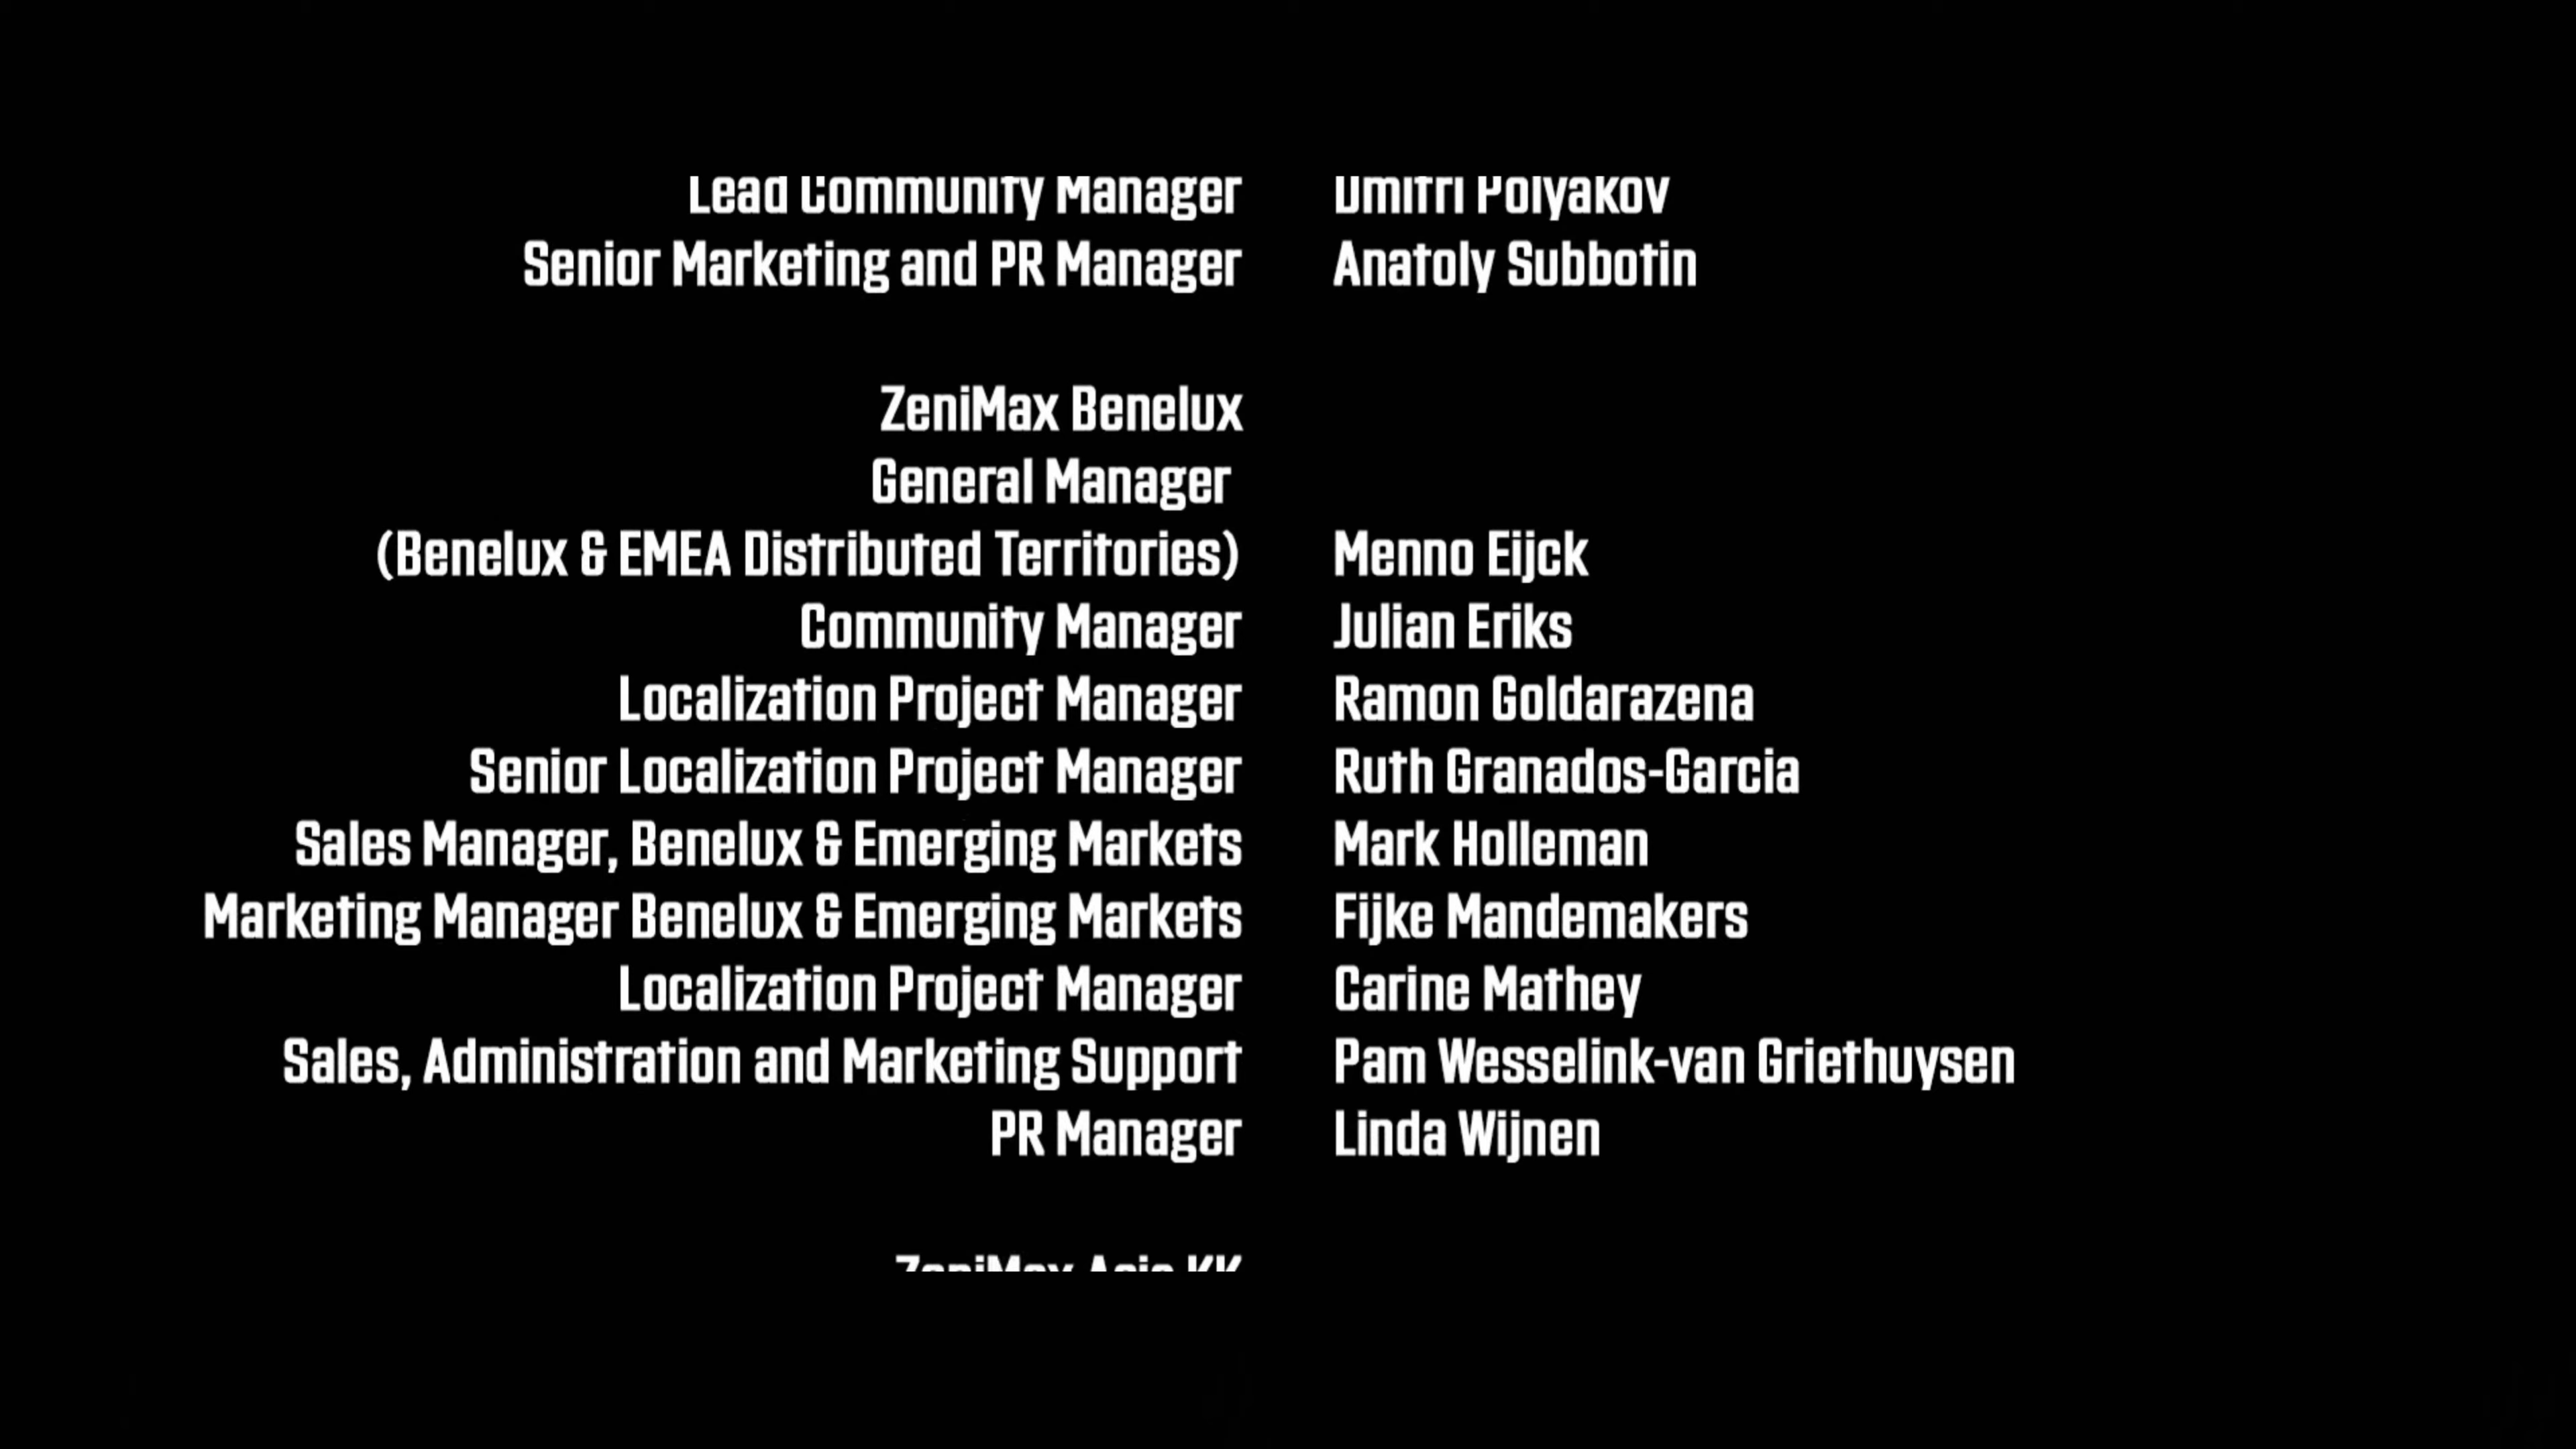 Lead Community Manager Dmitri Polyakov
Senior Marketing and PR Manager Anatoly Subbotin
ZeniMax Benelux
General Manager
(Benelux & EMEA Distributed Territories) Menno Eijck
Community Manager Julian Eriks
Localization Project Manager Ramon Goldarazena
Senior Localization Project Manager Ruth Granados-Garcia
Sales Manager, Benelux & Emerging Markets Mark Holleman
Marketing Manager Benelux & Emerging Markets Fijke Mandemakers
Localization Project Manager Carine Mathey
Sales, Administration and Marketing Support Pam Wesselink-van Griethuysen
PR Manager Linda Wijnen
ZeniMax Asia KK